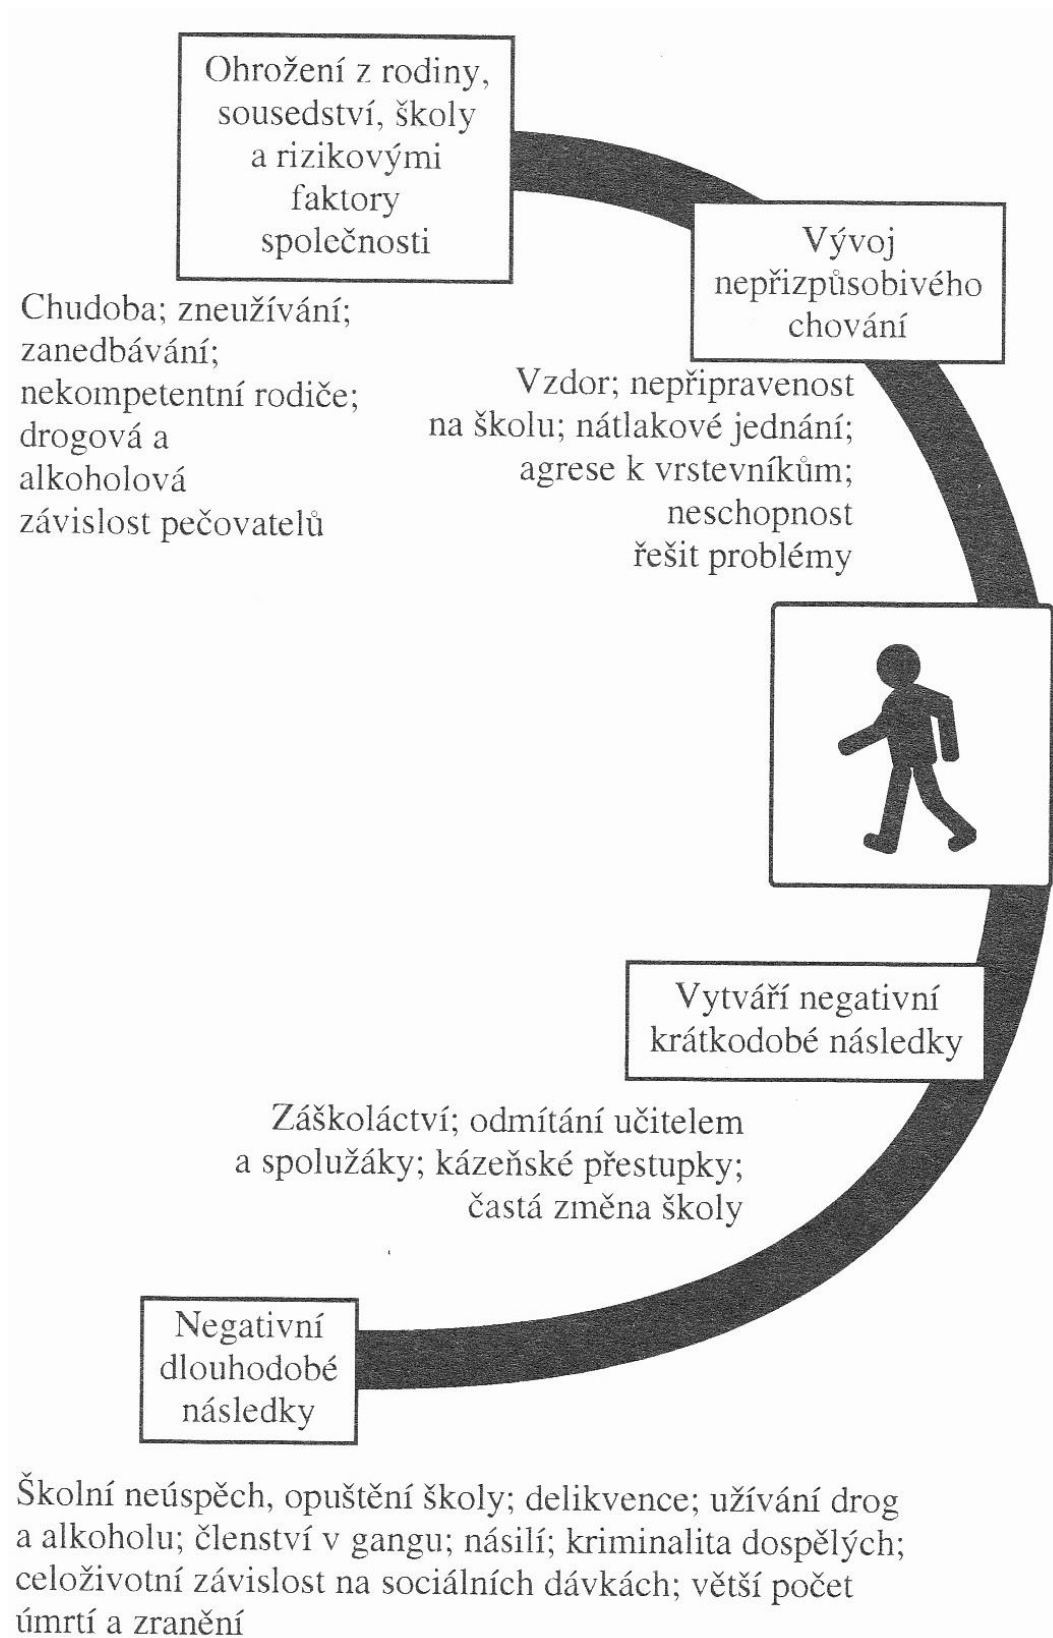 Ohrožení z rodiny,
sousedství, školy
a rizikovými
faktory
společnosti
Chudoba; zneužívání;
zanedbávání;
nekompetentní rodiče;
drogová a
alkoholová
závislost pečovatelů
Vývoj
nepřizpůsobivého
chování
Vzdor; nepřipravenost
na školu; nátlakové jednání;
agrese k vrstevníkům;
neschopnost
řešit problémy
Vytváří negativní
krátkodobé následky
Záškoláctví; odmítání učitelem
a spolužáky; kázeňské přestupky;
častá změna školy
Negativní
dlouhodobé
následky
Školní neúspěch, opuštění školy; delikvence; užívání drog
a alkoholu; členství v gangu; násilí; kriminalita dospělých;
celoživotní závislost na sociálních dávkách; větší počet
úmrtí a zranění